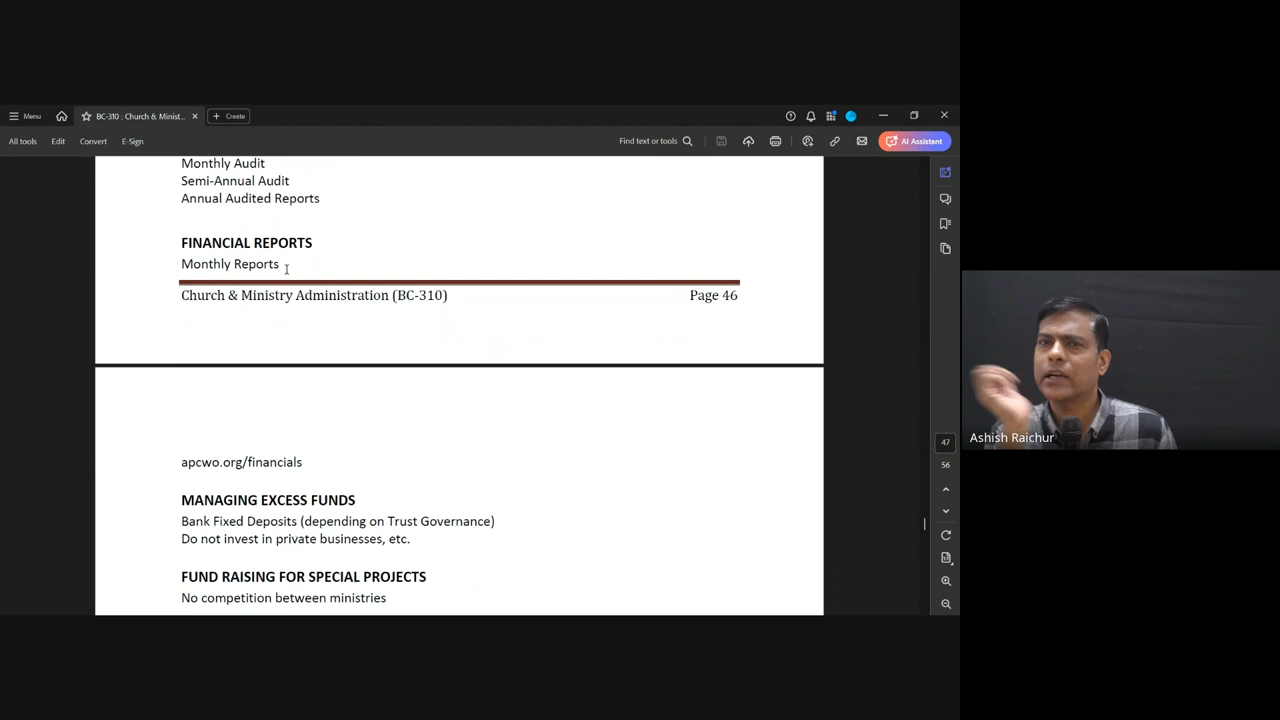 Menu
BC-310 : Church & Minist...
Create
All tools
Edit
Convert
E-Sign
Find text or tools
AI Assistant
Monthly Audit
Semi-Annual Audit
Annual Audited Reports
FINANCIAL REPORTS
Monthly Reports
Church & Ministry Administration (BC-310) Page 46
apcwo.org/financials
MANAGING EXCESS FUNDS
Bank Fixed Deposits (depending on Trust Governance)
Do not invest in private businesses, etc.
FUND RAISING FOR SPECIAL PROJECTS
No competition between ministries
47
56
Ashish Raichur